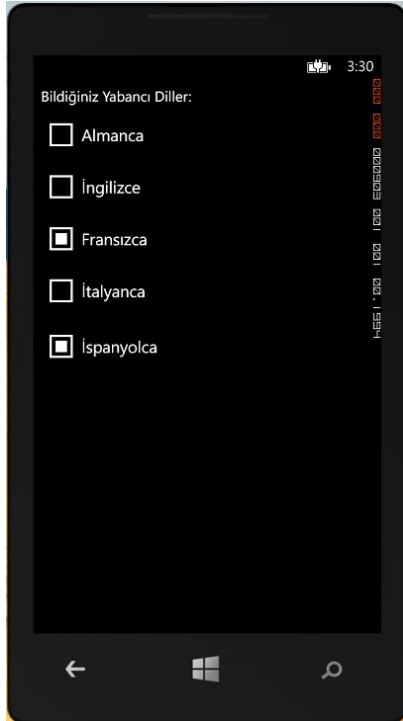 3:30
Bildiğiniz Yabancı Diller:
Almanca
İngilizce
Fransızca
İtalyanca
İspanyolca